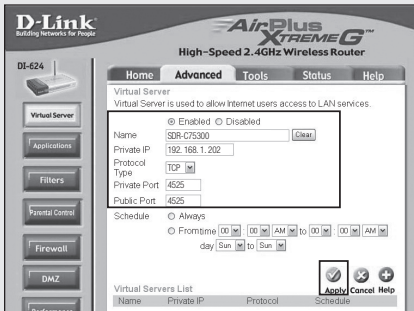 D-Link
Building Networks for People
AirPlus
XTREME G™
High-Speed 2.4GHz Wireless Router
DI-624
Home Advanced Tools Status Help
Virtual Server
Applications
Filters
Parental Control
Firewall
DMZ
Performance
Virtual Server
Virtual Server is used to allow Internet users access to LAN services.
Enabled Disabled
Name SDR-C75300 Clear
Private IP 192.168.1.202
Protocol
Type TCP
Private Port 4525
Public Port 4525
Schedule Always
From time 00 : 00 AM to 00 : 00 AM
day Sun to Sun
Apply Cancel Help
Virtual Servers List
Name Private IP Protocol Schedule